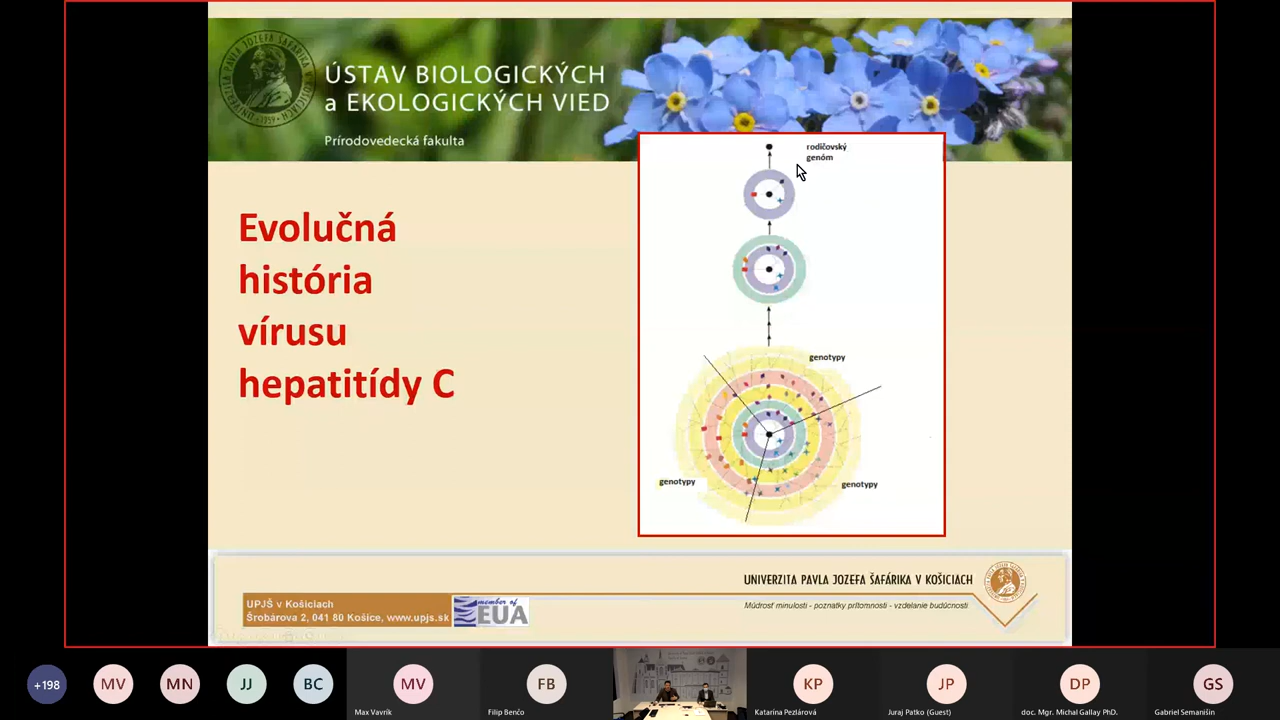 ÚSTAV BIOLOGICKÝCH
a EKOLOGICKÝCH VIED
Prírodovedecká fakulta
Evolučná
história
vírusu
hepatitídy C
rodičovský
genóm
genotypy
genotypy
genotypy
UNIVERZITA PAVLA JOZEFA ŠAFÁRIKA V KOŠICIACH
Múdrosť minulosti - poznatky prítomnosti - vzdelanie budúcnosti
UPJŠ v Košiciach
Šrobárova 2, 041 80 Košice, www.upjs.sk
member of
EUA
+198
MV
MN
JJ
BC
MV
Max Vavrík
FB
Filip Benčo
KP
Katarína Pezlárová
JP
Juraj Patko (Guest)
DP
doc. Mgr. Michal Gallay PhD.
GS
Gabriel Semanišin